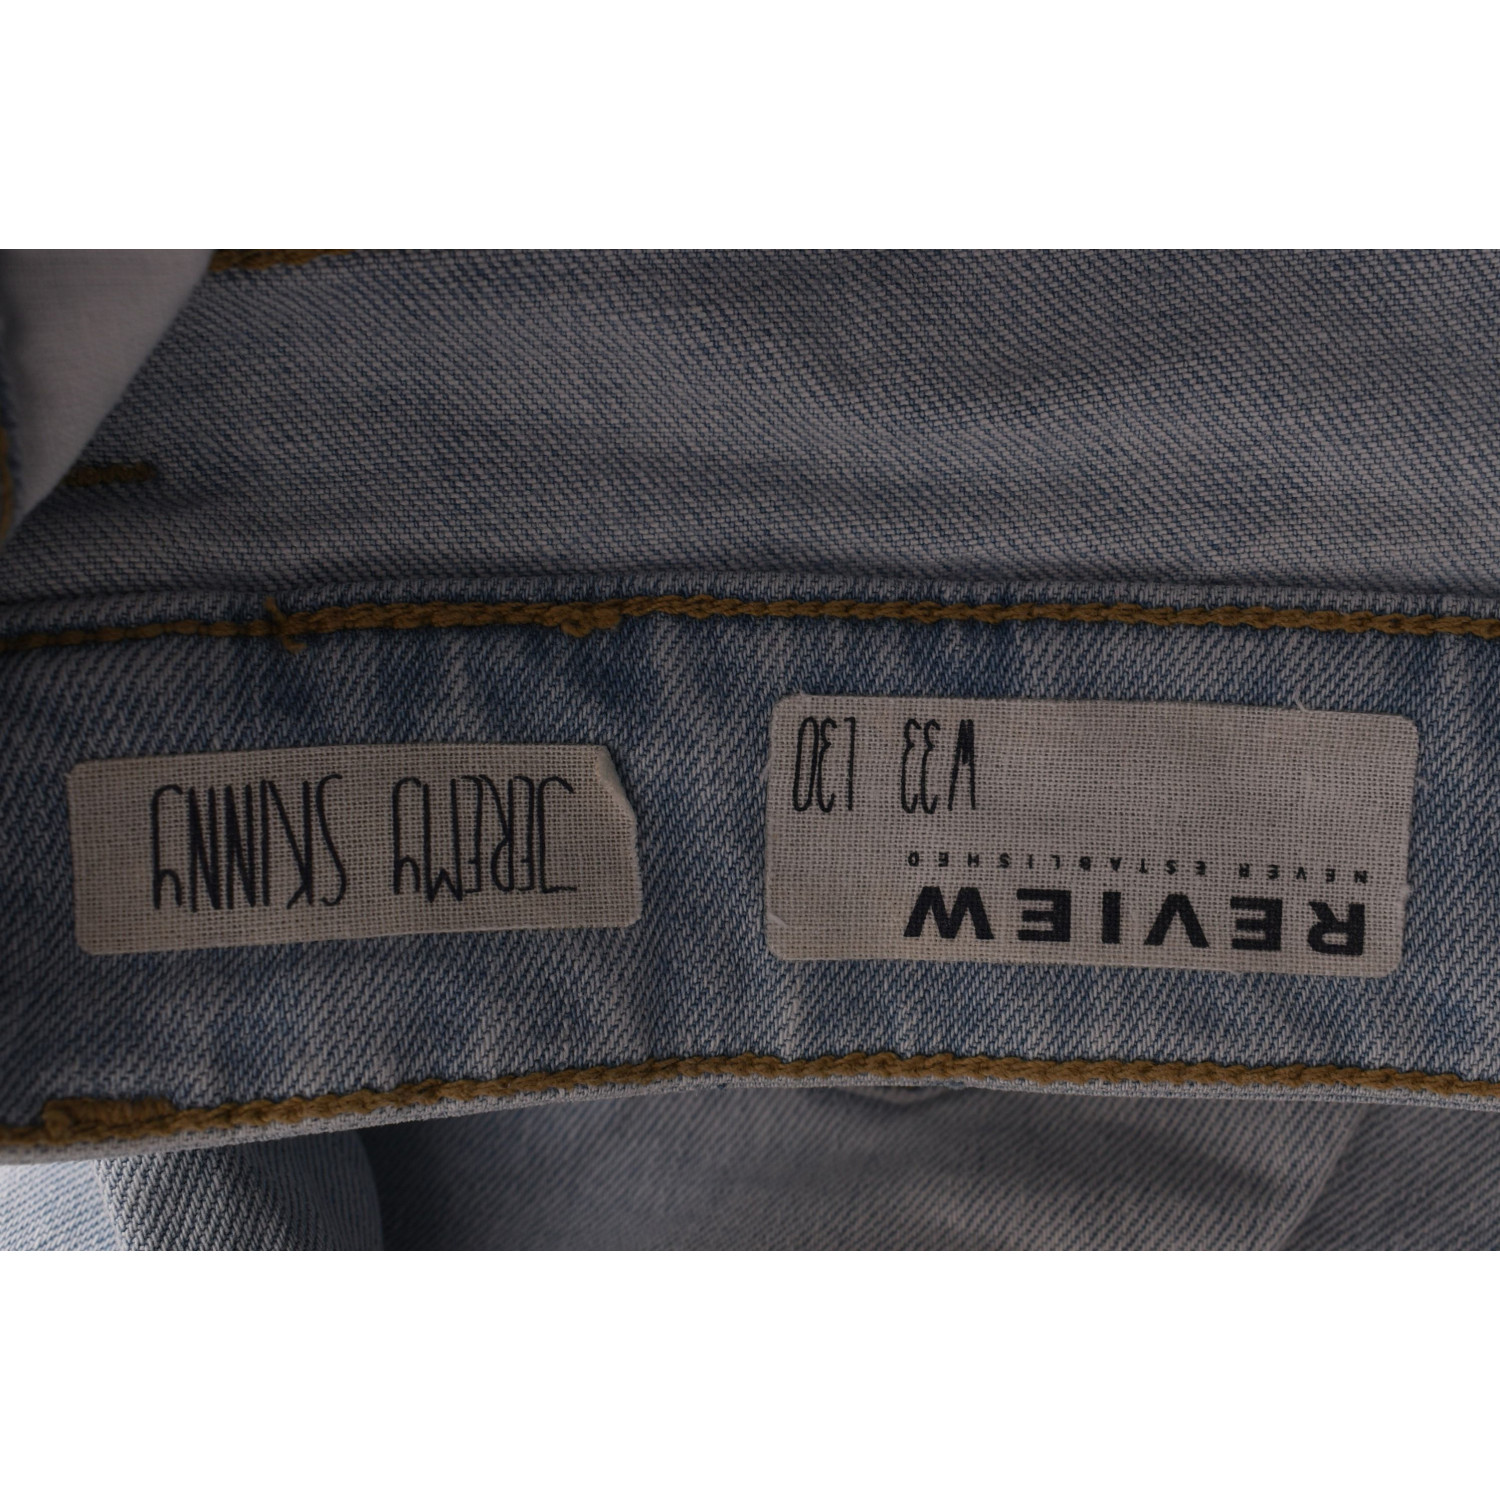 REVIEW
NEVER ESTABLISHED
W33 L30
JEREMY SKINNY